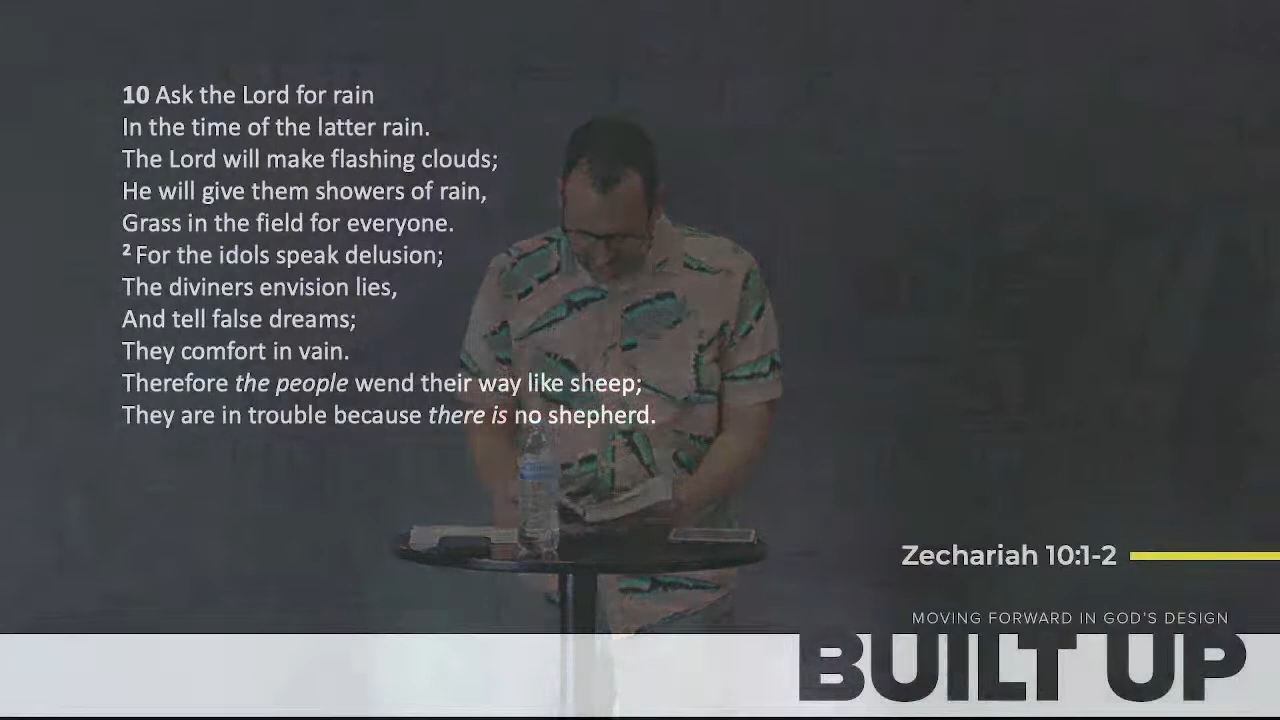 10 Ask the Lord for rain
In the time of the latter rain.
The Lord will make flashing clouds;
He will give them showers of rain,
Grass in the field for everyone.
2 For the idols speak delusion;
The diviners envision lies,
And tell false dreams;
They comfort in vain.
Therefore the people wend their way like sheep;
They are in trouble because there is no shepherd.
Zechariah 10:1-2
MOVING FORWARD IN GOD'S DESIGN
BUILT UP